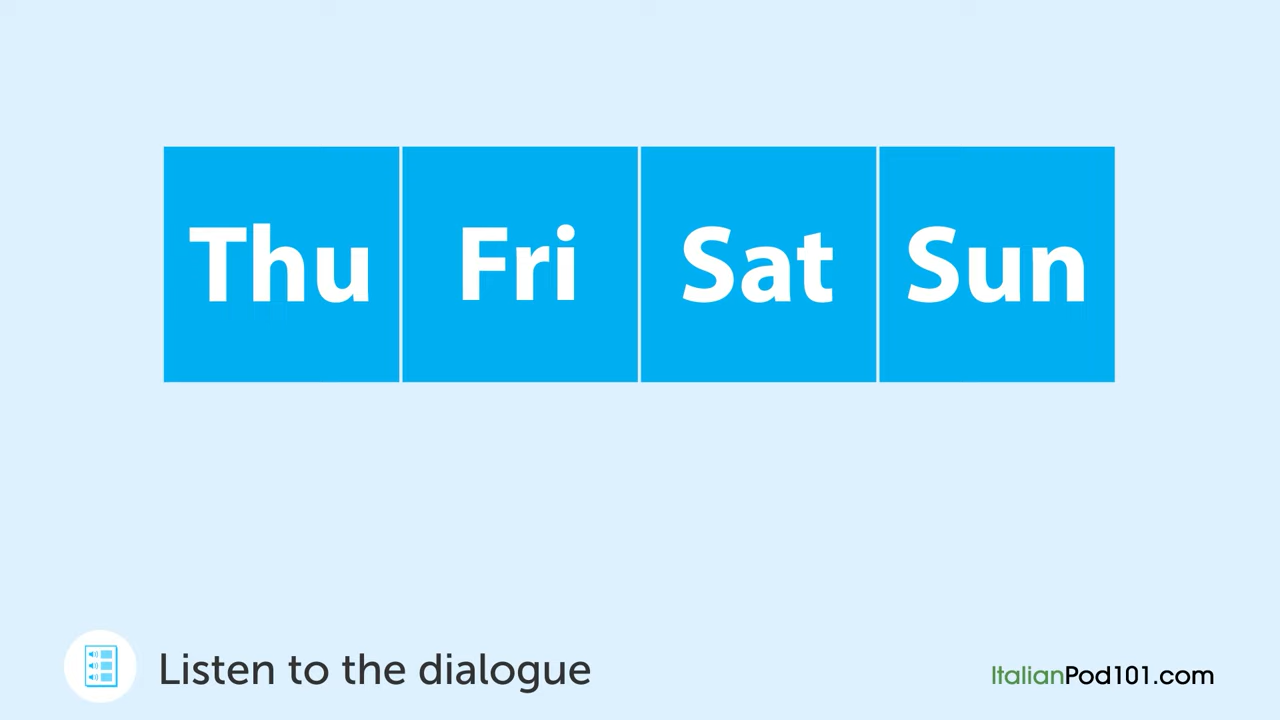 Thu Fri Sat Sun
Listen to the dialogue
ItalianPod101.com